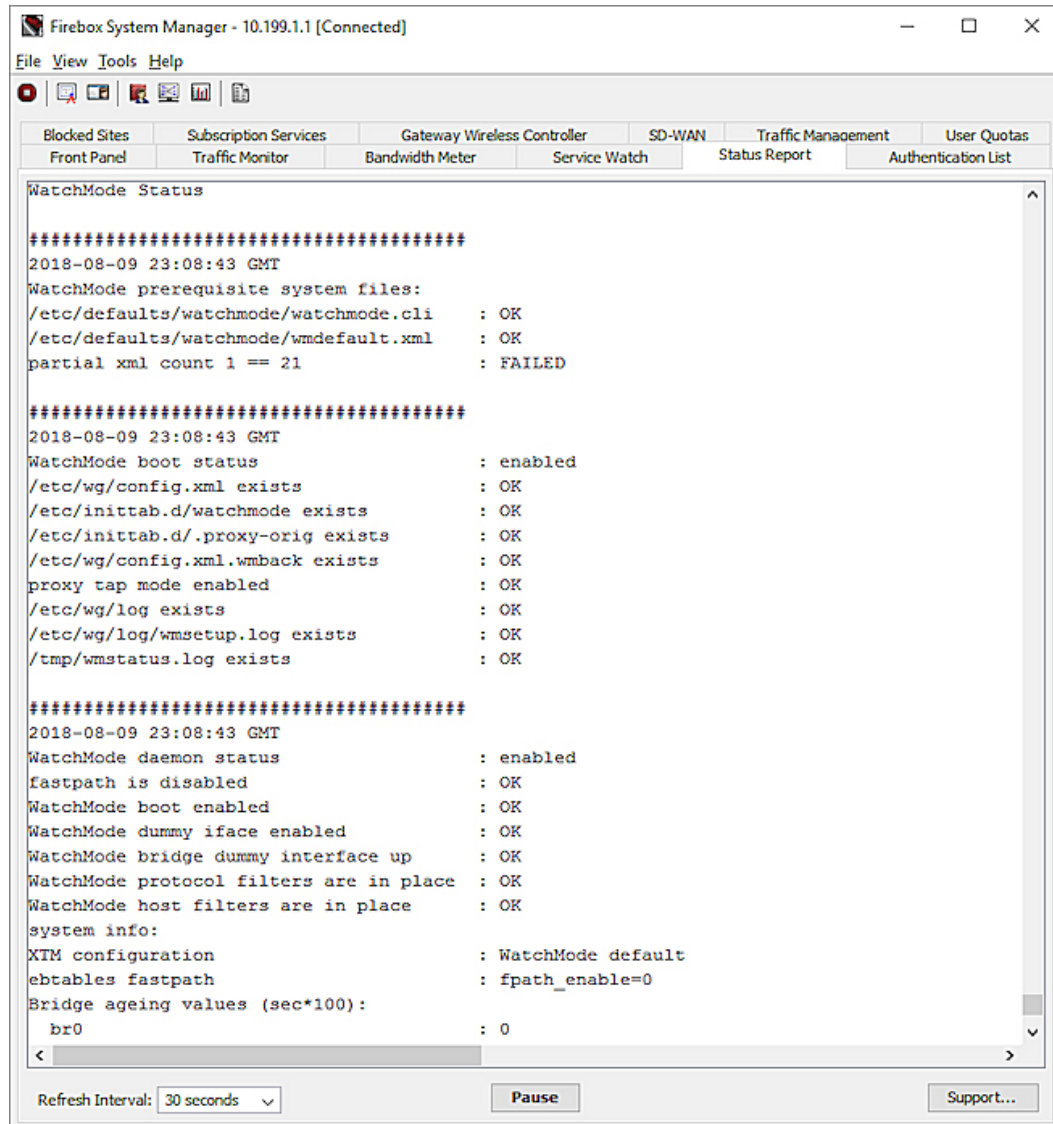 Firebox System Manager - 10.199.1.1 [Connected]
File View Tools Help
Blocked Sites Subscription Services Gateway Wireless Controller SD-WAN Traffic Management User Quotas
Front Panel Traffic Monitor Bandwidth Meter Service Watch Status Report Authentication List
WatchMode Status
########################################
2018-08-09 23:08:43 GMT
WatchMode prerequisite system files:
/etc/defaults/watchmode/watchmode.cli : OK
/etc/defaults/watchmode/wmdefault.xml : OK
partial xml count 1 == 21 : FAILED
########################################
2018-08-09 23:08:43 GMT
WatchMode boot status : enabled
/etc/wg/config.xml exists : OK
/etc/inittab.d/watchmode exists : OK
/etc/inittab.d/.proxy-orig exists : OK
/etc/wg/config.xml.wmback exists : OK
proxy tap mode enabled : OK
/etc/wg/log exists : OK
/etc/wg/log/wmsetup.log exists : OK
/tmp/wmstatus.log exists : OK
########################################
2018-08-09 23:08:43 GMT
WatchMode daemon status : enabled
fastpath is disabled : OK
WatchMode boot enabled : OK
WatchMode dummy iface enabled : OK
WatchMode bridge dummy interface up : OK
WatchMode protocol filters are in place : OK
WatchMode host filters are in place : OK
system info:
XTM configuration : WatchMode default
ebtables fastpath : fpath_enable=0
Bridge ageing values (sec*100):
br0 : 0
Refresh Interval: 30 seconds Pause Support...